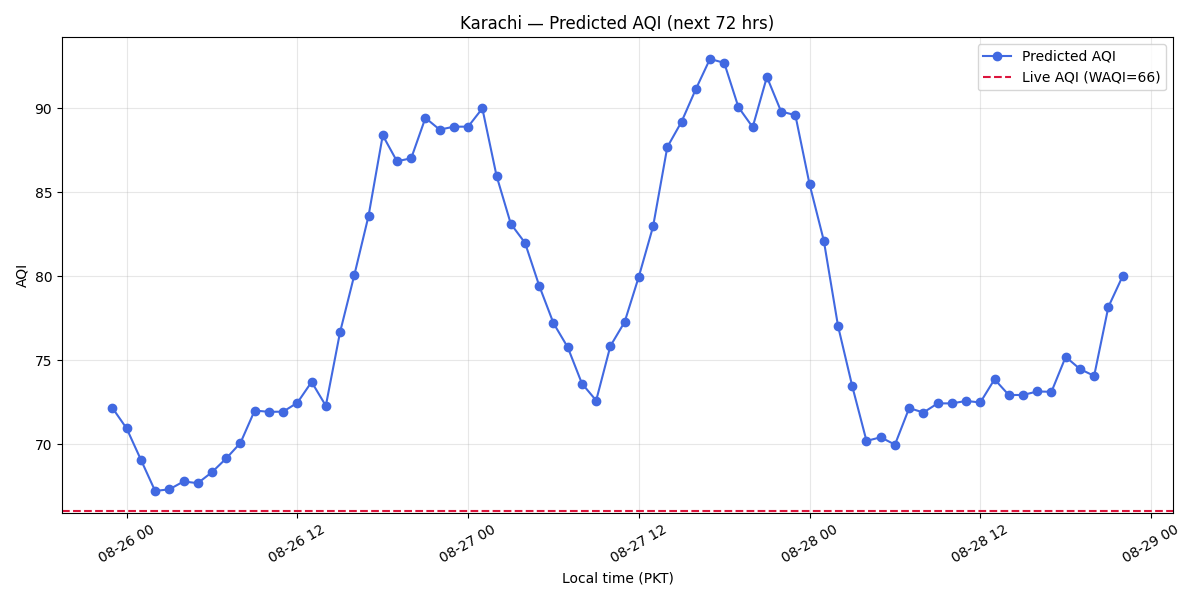 Karachi — Predicted AQI (next 72 hrs)
Predicted AQI
Live AQI (WAQI=66)
AQI
90
85
80
75
70
08-26 00
08-26 12
08-27 00
08-27 12
08-28 00
08-28 12
08-29 00
Local time (PKT)